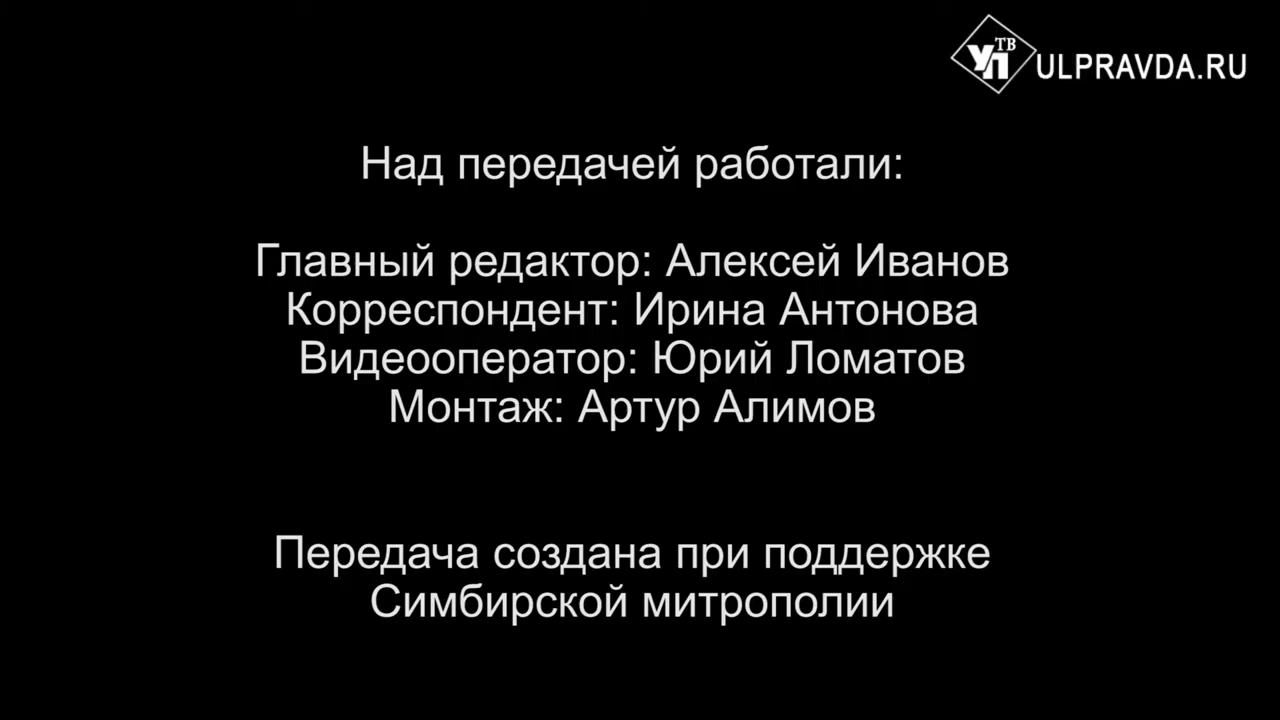 УП ТВ ULPRAVDA.RU
Над передачей работали:
Главный редактор: Алексей Иванов
Корреспондент: Ирина Антонова
Видеооператор: Юрий Ломатов
Монтаж: Артур Алимов
Передача создана при поддержке
Симбирской митрополии